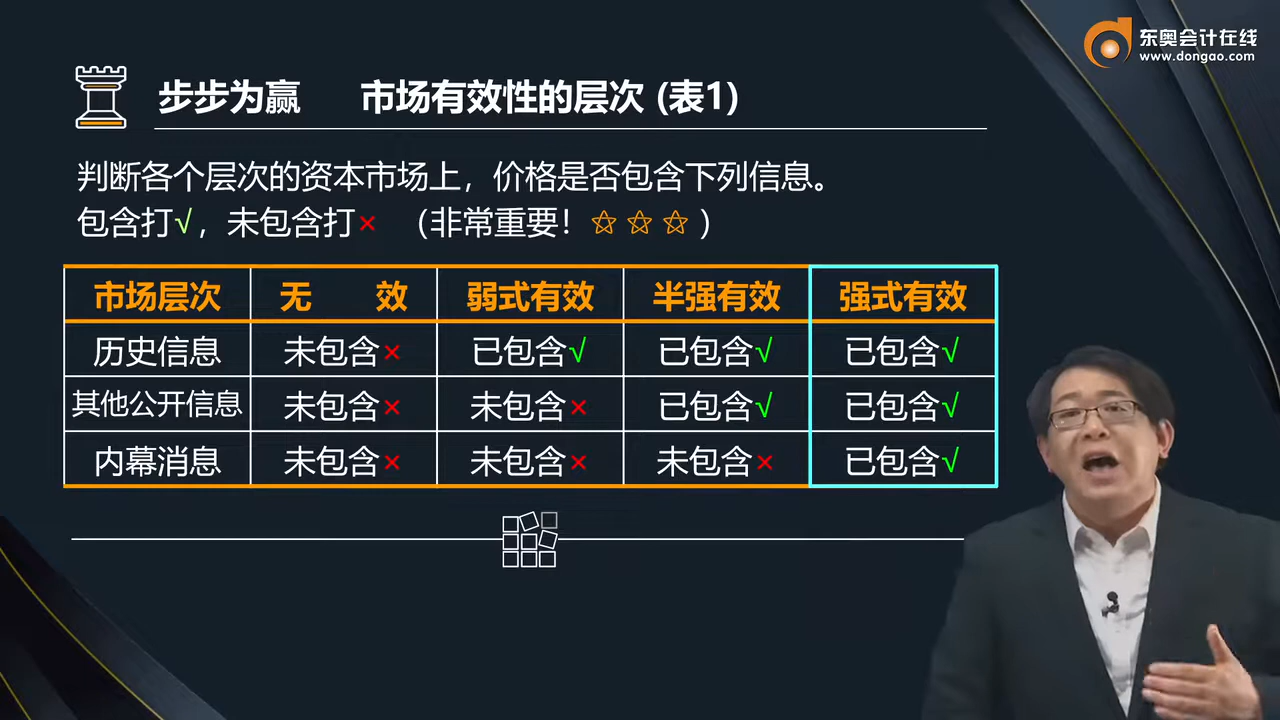 东奥会计在线
www.dongao.com
步步为赢 市场有效性的层次 (表1)
判断各个层次的资本市场上，价格是否包含下列信息。
包含打√，未包含打× （非常重要！☆☆☆）
市场层次 无 效 弱式有效 半强有效 强式有效
历史信息 未包含× 已包含√ 已包含√ 已包含√
其他公开信息 未包含× 未包含× 已包含√ 已包含√
内幕消息 未包含× 未包含× 未包含× 已包含√